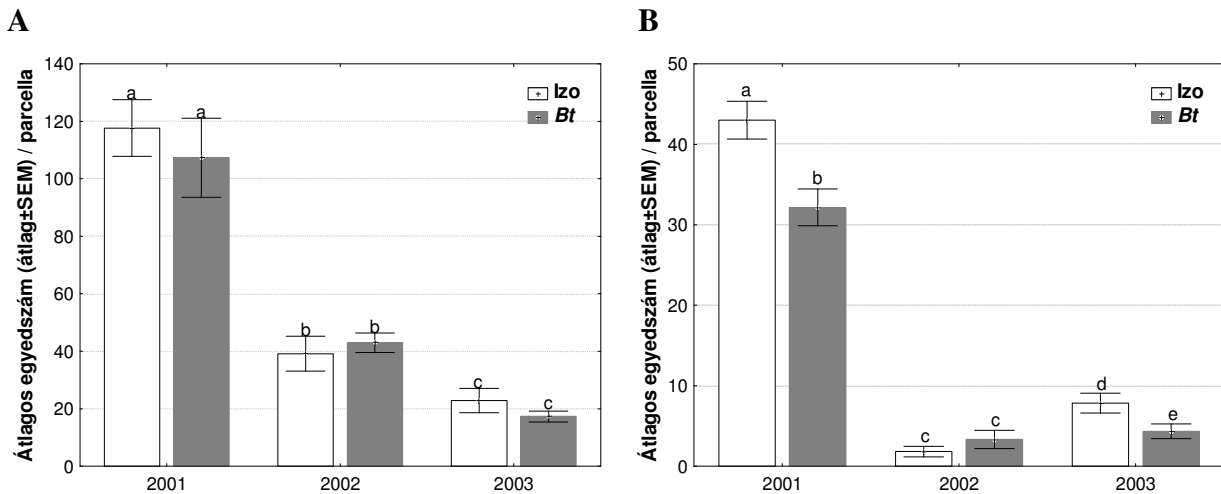 A
Átlagos egyedszám (átlag±SEM) / parcella
140
120
100
80
60
40
20
0
a
a
b
b
c
c
Izo
Bt
2001
2002
2003
B
Átlagos egyedszám (átlag±SEM) / parcella
50
40
30
20
10
0
a
b
c
c
d
e
Izo
Bt
2001
2002
2003